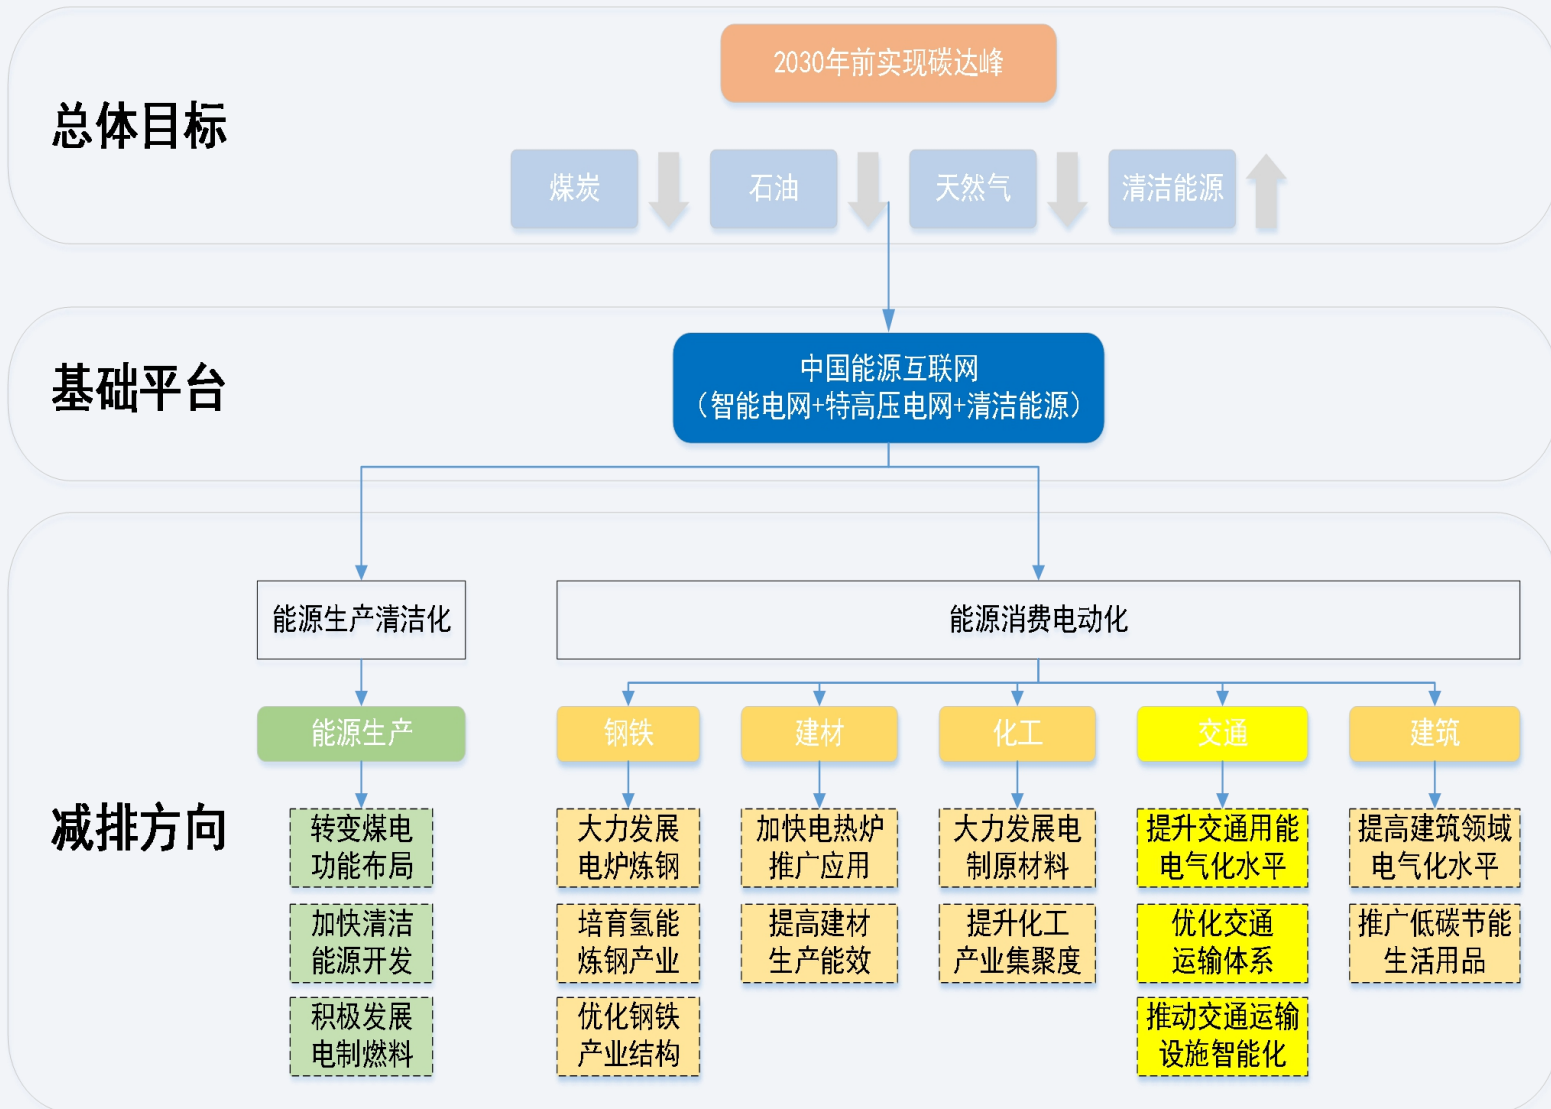 总体目标
2030年前实现碳达峰
煤炭
石油
天然气
清洁能源
基础平台
中国能源互联网
（智能电网+特高压电网+清洁能源）
减排方向
能源生产清洁化
能源消费电动化
能源生产
钢铁
建材
化工
交通
建筑
转变煤电
功能布局
加快清洁
能源开发
积极发展
电制燃料
大力发展
电炉炼钢
培育氢能
炼钢产业
优化钢铁
产业结构
加快电热炉
推广应用
提高建材
生产能效
大力发展电
制原材料
提升化工
产业集聚度
提升交通用能
电气化水平
优化交通
运输体系
推动交通运输
设施智能化
提高建筑领域
电气化水平
推广低碳节能
生活用品